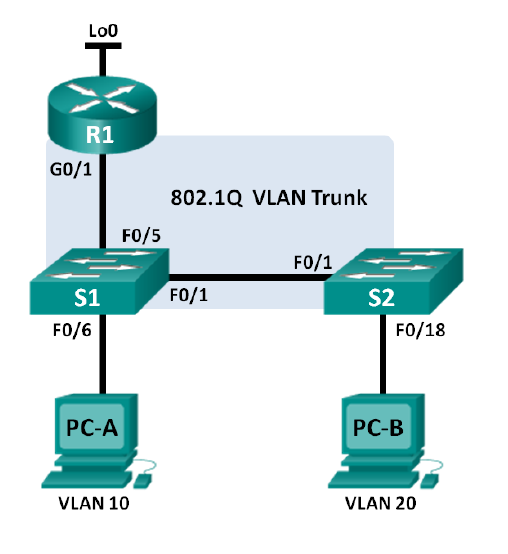 Lo0
R1
G0/1
802.1Q VLAN Trunk
F0/5
F0/1
S1
F0/1
S2
F0/6
F0/18
PC-A
PC-B
VLAN 10
VLAN 20